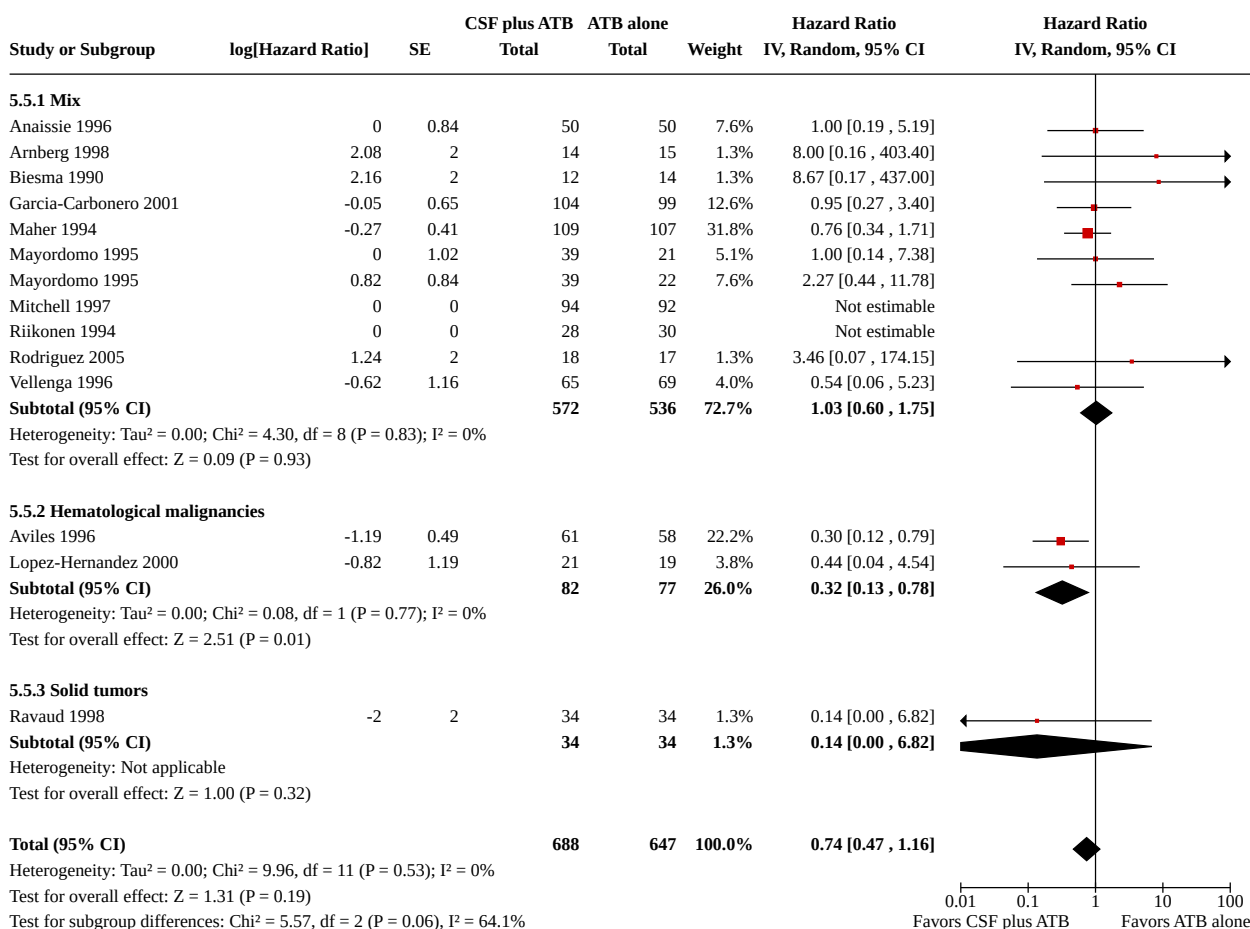 CSF plus ATB ATB alone Hazard Ratio Hazard Ratio
Study or Subgroup log[Hazard Ratio] SE Total Total Weight IV, Random, 95% CI IV, Random, 95% CI
5.5.1 Mix
Anaissie 1996 0 0.84 50 50 7.6% 1.00 [0.19 , 5.19]
Arnberg 1998 2.08 2 14 15 1.3% 8.00 [0.16 , 403.40]
Biesma 1990 2.16 2 12 14 1.3% 8.67 [0.17 , 437.00]
Garcia-Carbonero 2001 -0.05 0.65 104 99 12.6% 0.95 [0.27 , 3.40]
Maher 1994 -0.27 0.41 109 107 31.8% 0.76 [0.34 , 1.71]
Mayordomo 1995 0 1.02 39 21 5.1% 1.00 [0.14 , 7.38]
Mayordomo 1995 0.82 0.84 39 22 7.6% 2.27 [0.44 , 11.78]
Mitchell 1997 0 0 94 92 Not estimable
Riikonen 1994 0 0 28 30 Not estimable
Rodriguez 2005 1.24 2 18 17 1.3% 3.46 [0.07 , 174.15]
Vellenga 1996 -0.62 1.16 65 69 4.0% 0.54 [0.06 , 5.23]
Subtotal (95% CI) 572 536 72.7% 1.03 [0.60 , 1.75]
Heterogeneity: Tau² = 0.00; Chi² = 4.30, df = 8 (P = 0.83); I² = 0%
Test for overall effect: Z = 0.09 (P = 0.93)
5.5.2 Hematological malignancies
Aviles 1996 -1.19 0.49 61 58 22.2% 0.30 [0.12 , 0.79]
Lopez-Hernandez 2000 -0.82 1.19 21 19 3.8% 0.44 [0.04 , 4.54]
Subtotal (95% CI) 82 77 26.0% 0.32 [0.13 , 0.78]
Heterogeneity: Tau² = 0.00; Chi² = 0.08, df = 1 (P = 0.77); I² = 0%
Test for overall effect: Z = 2.51 (P = 0.01)
5.5.3 Solid tumors
Ravaud 1998 -2 2 34 34 1.3% 0.14 [0.00 , 6.82]
Subtotal (95% CI) 34 34 1.3% 0.14 [0.00 , 6.82]
Heterogeneity: Not applicable
Test for overall effect: Z = 1.00 (P = 0.32)
Total (95% CI) 688 647 100.0% 0.74 [0.47 , 1.16]
Heterogeneity: Tau² = 0.00; Chi² = 9.96, df = 11 (P = 0.53); I² = 0%
Test for overall effect: Z = 1.31 (P = 0.19)
0.01 0.1 1 10 100
Test for subgroup differences: Chi² = 5.57, df = 2 (P = 0.06), I² = 64.1%
Favors CSF plus ATB Favors ATB alone